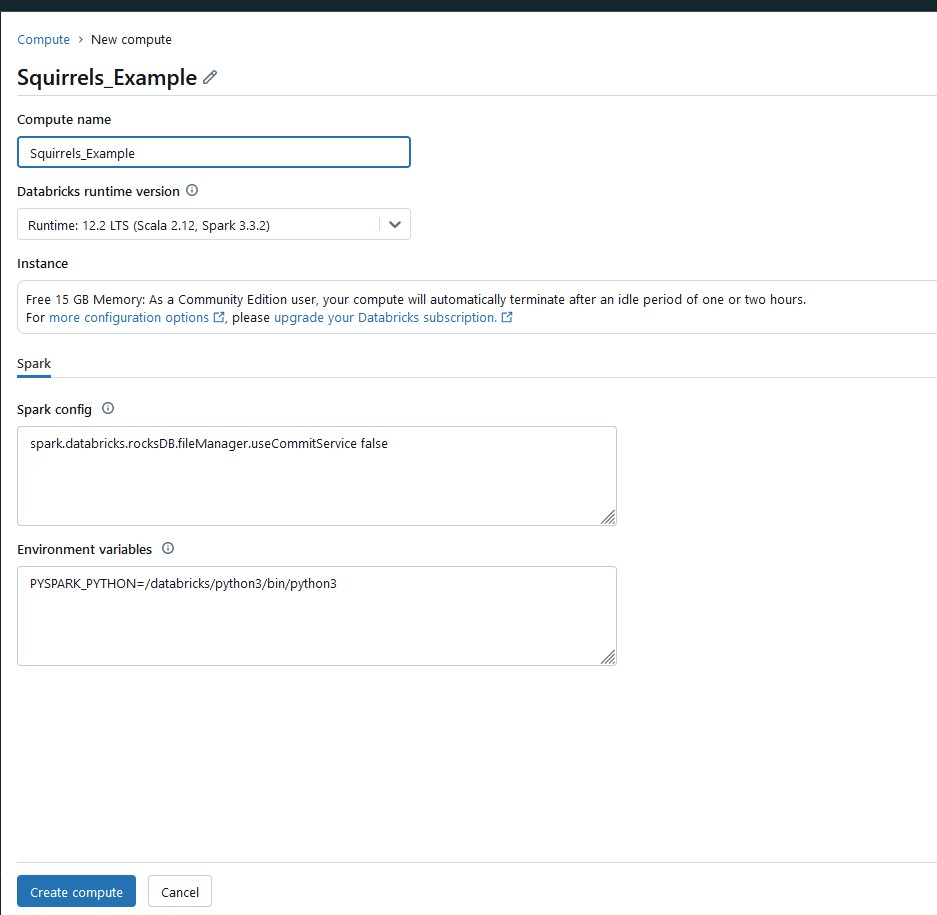 Compute > New compute
Squirrels_Example
Compute name
Squirrels_Example
Databricks runtime version
Runtime: 12.2 LTS (Scala 2.12, Spark 3.3.2)
Instance
Free 15 GB Memory: As a Community Edition user, your compute will automatically terminate after an idle period of one or two hours.
For more configuration options, please upgrade your Databricks subscription.
Spark
Spark config
spark.databricks.rocksDB.fileManager.useCommitService false
Environment variables
PYSPARK_PYTHON=/databricks/python3/bin/python3
Create compute Cancel